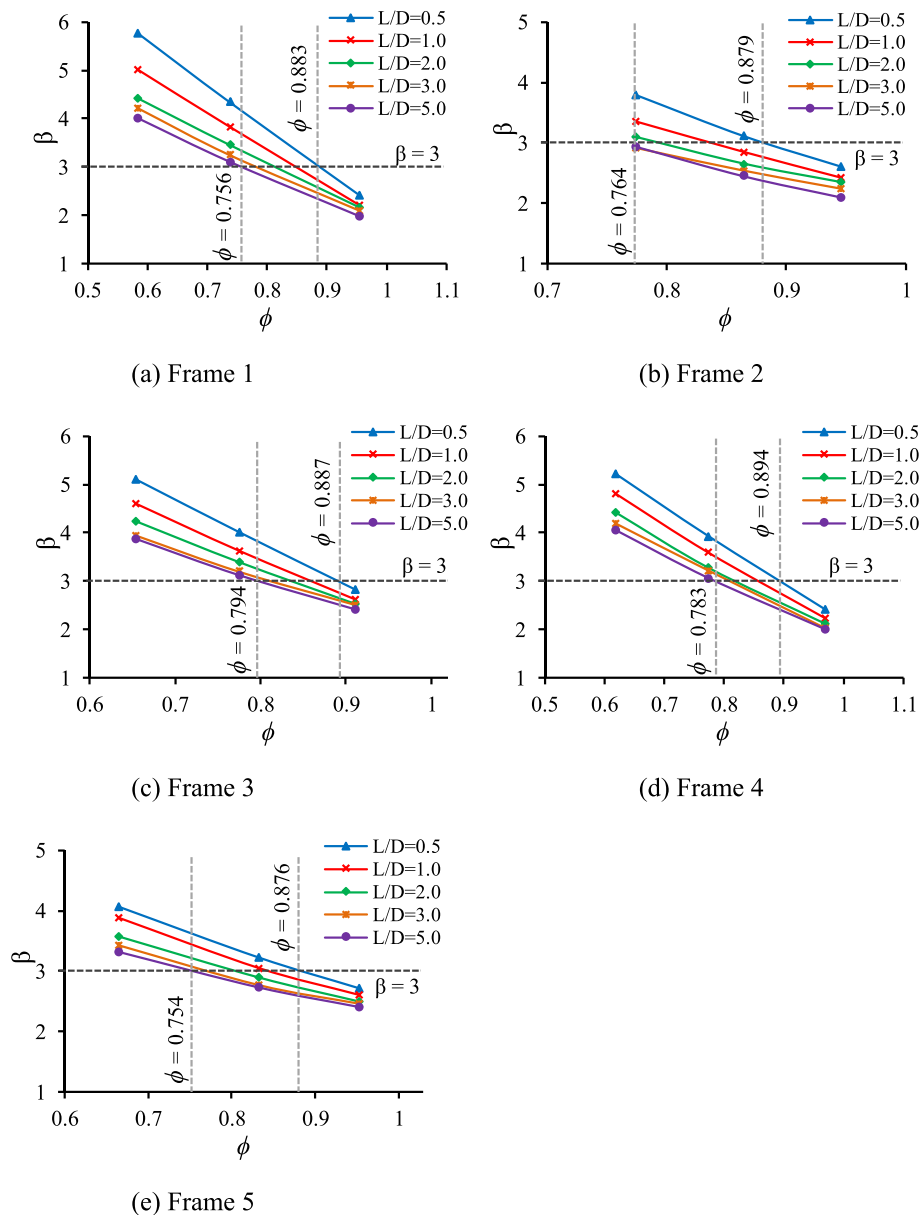 6
5
4
3
2
1
β
0.5
0.6
0.7
0.8
0.9
1
1.1
ϕ
ϕ = 0.756
ϕ = 0.883
β = 3
L/D=0.5
L/D=1.0
L/D=2.0
L/D=3.0
L/D=5.0
(a) Frame 1
5
4
3
2
1
β
0.7
0.8
0.9
1
ϕ
ϕ = 0.764
ϕ = 0.879
β = 3
L/D=0.5
L/D=1.0
L/D=2.0
L/D=3.0
L/D=5.0
(b) Frame 2
6
5
4
3
2
1
β
0.6
0.7
0.8
0.9
1
ϕ
ϕ = 0.794
ϕ = 0.887
β = 3
L/D=0.5
L/D=1.0
L/D=2.0
L/D=3.0
L/D=5.0
(c) Frame 3
6
5
4
3
2
1
β
0.5
0.6
0.7
0.8
0.9
1
1.1
ϕ
ϕ = 0.783
ϕ = 0.894
β = 3
L/D=0.5
L/D=1.0
L/D=2.0
L/D=3.0
L/D=5.0
(d) Frame 4
5
4
3
2
1
β
0.6
0.7
0.8
0.9
1
ϕ
ϕ = 0.754
ϕ = 0.876
β = 3
L/D=0.5
L/D=1.0
L/D=2.0
L/D=3.0
L/D=5.0
(e) Frame 5